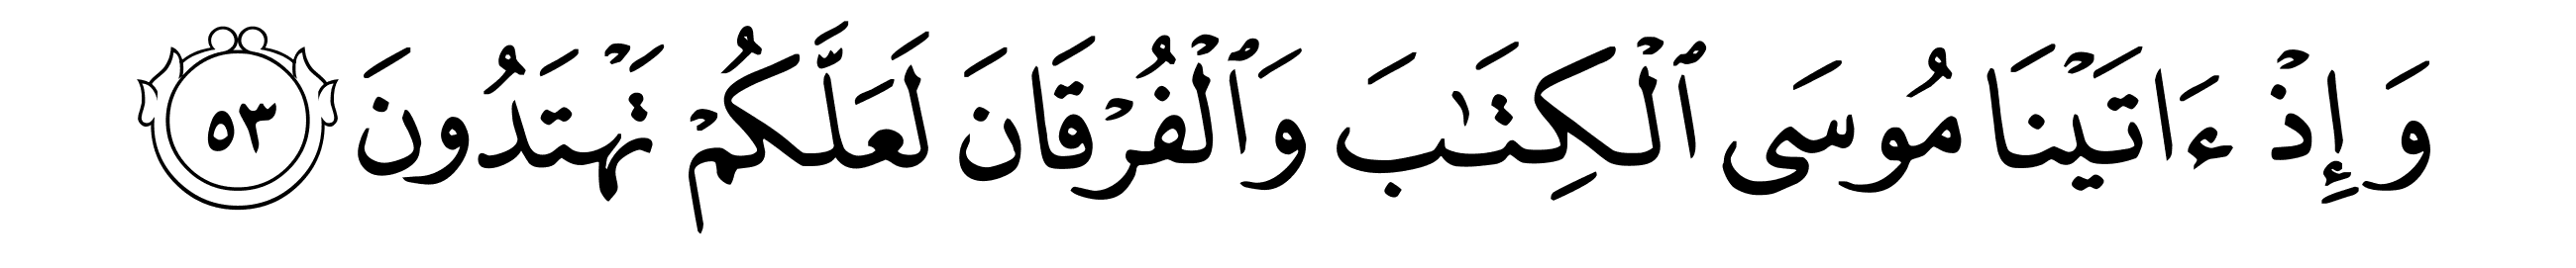 وَإِذۡ ءَاتَيۡنَا مُوسَى ٱلۡكِتَٰبَ وَٱلۡفُرۡقَانَ لَعَلَّكُمۡ تَهۡتَدُونَ ٥٣